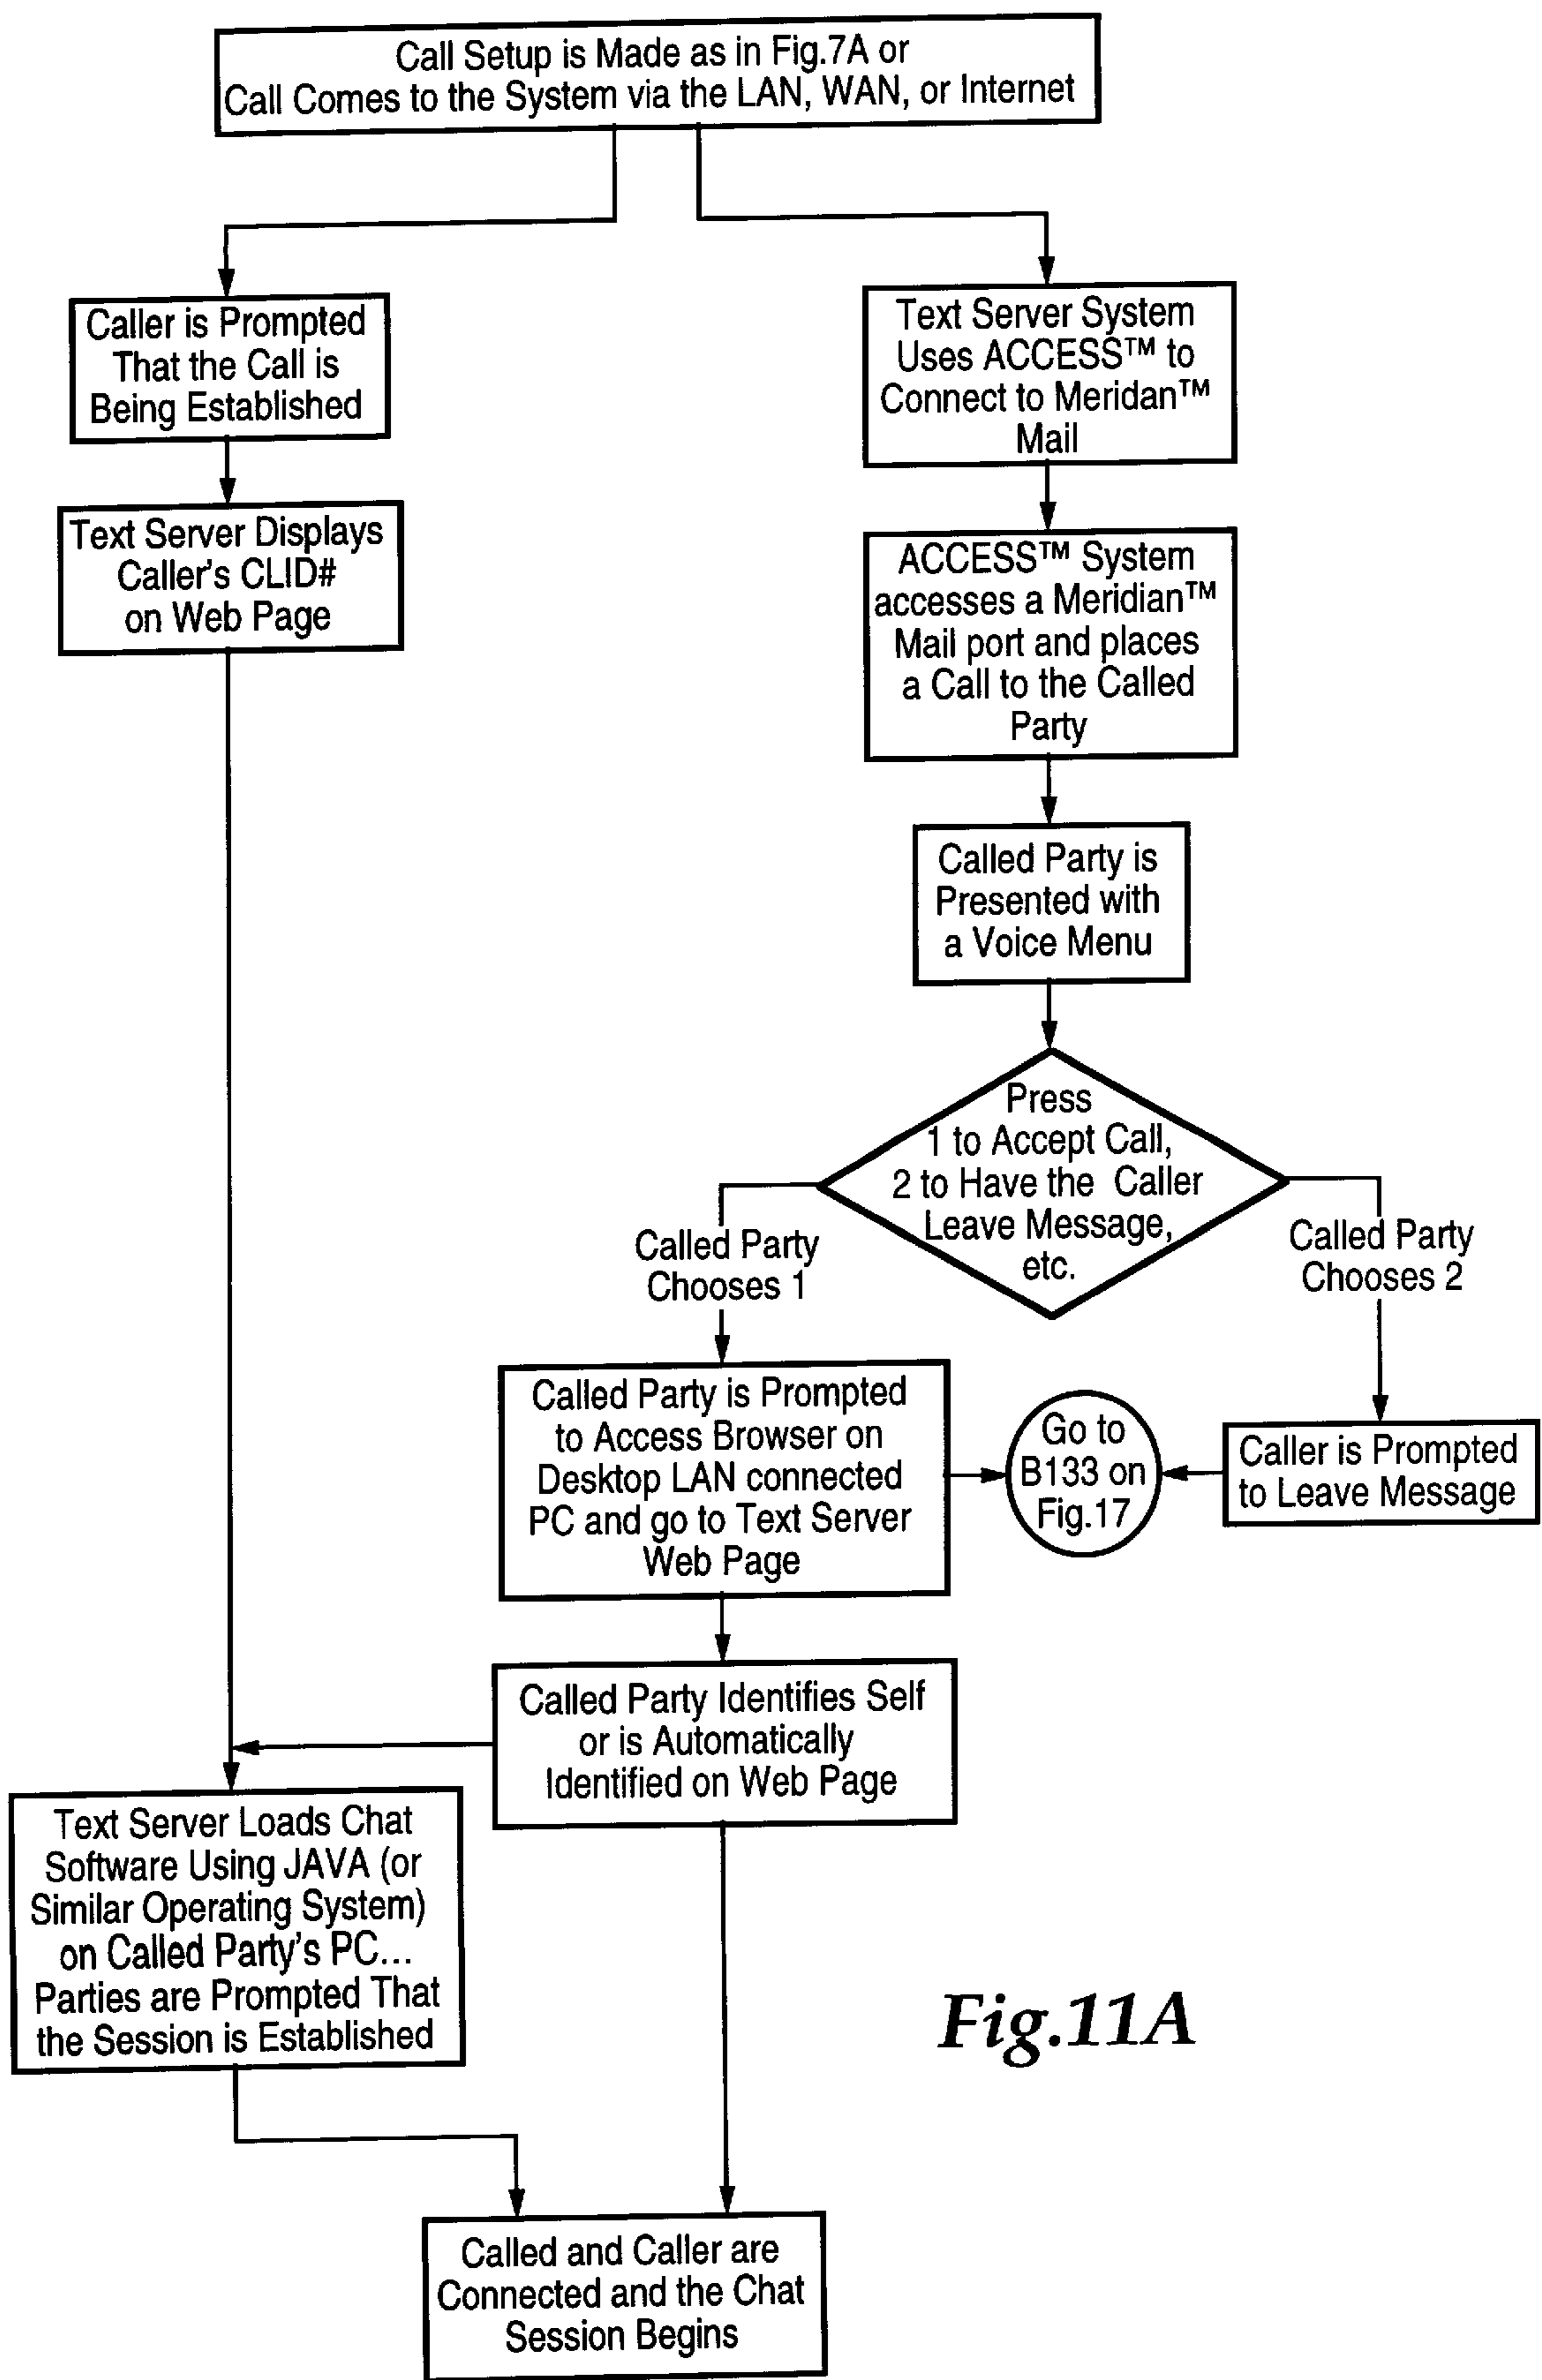 Call Setup is Made as in Fig.7A or
Call Comes to the System via the LAN, WAN, or Internet
Caller is Prompted
That the Call is
Being Established
Text Server System
Uses ACCESS™ to
Connect to Meridan™
Mail
Text Server Displays
Caller's CLID#
on Web Page
ACCESS™ System
accesses a Meridian™
Mail port and places
a Call to the Called
Party
Called Party is
Presented with
a Voice Menu
Press
1 to Accept Call,
2 to Have the Caller
Leave Message,
etc.
Called Party
Chooses 1
Called Party
Chooses 2
Called Party is Prompted
to Access Browser on
Desktop LAN connected
PC and go to Text Server
Web Page
Go to
B133 on
Fig.17
Caller is Prompted
to Leave Message
Called Party Identifies Self
or is Automatically
Identified on Web Page
Text Server Loads Chat
Software Using JAVA (or
Similar Operating System)
on Called Party's PC...
Parties are Prompted That
the Session is Established
Fig.11A
Called and Caller are
Connected and the Chat
Session Begins